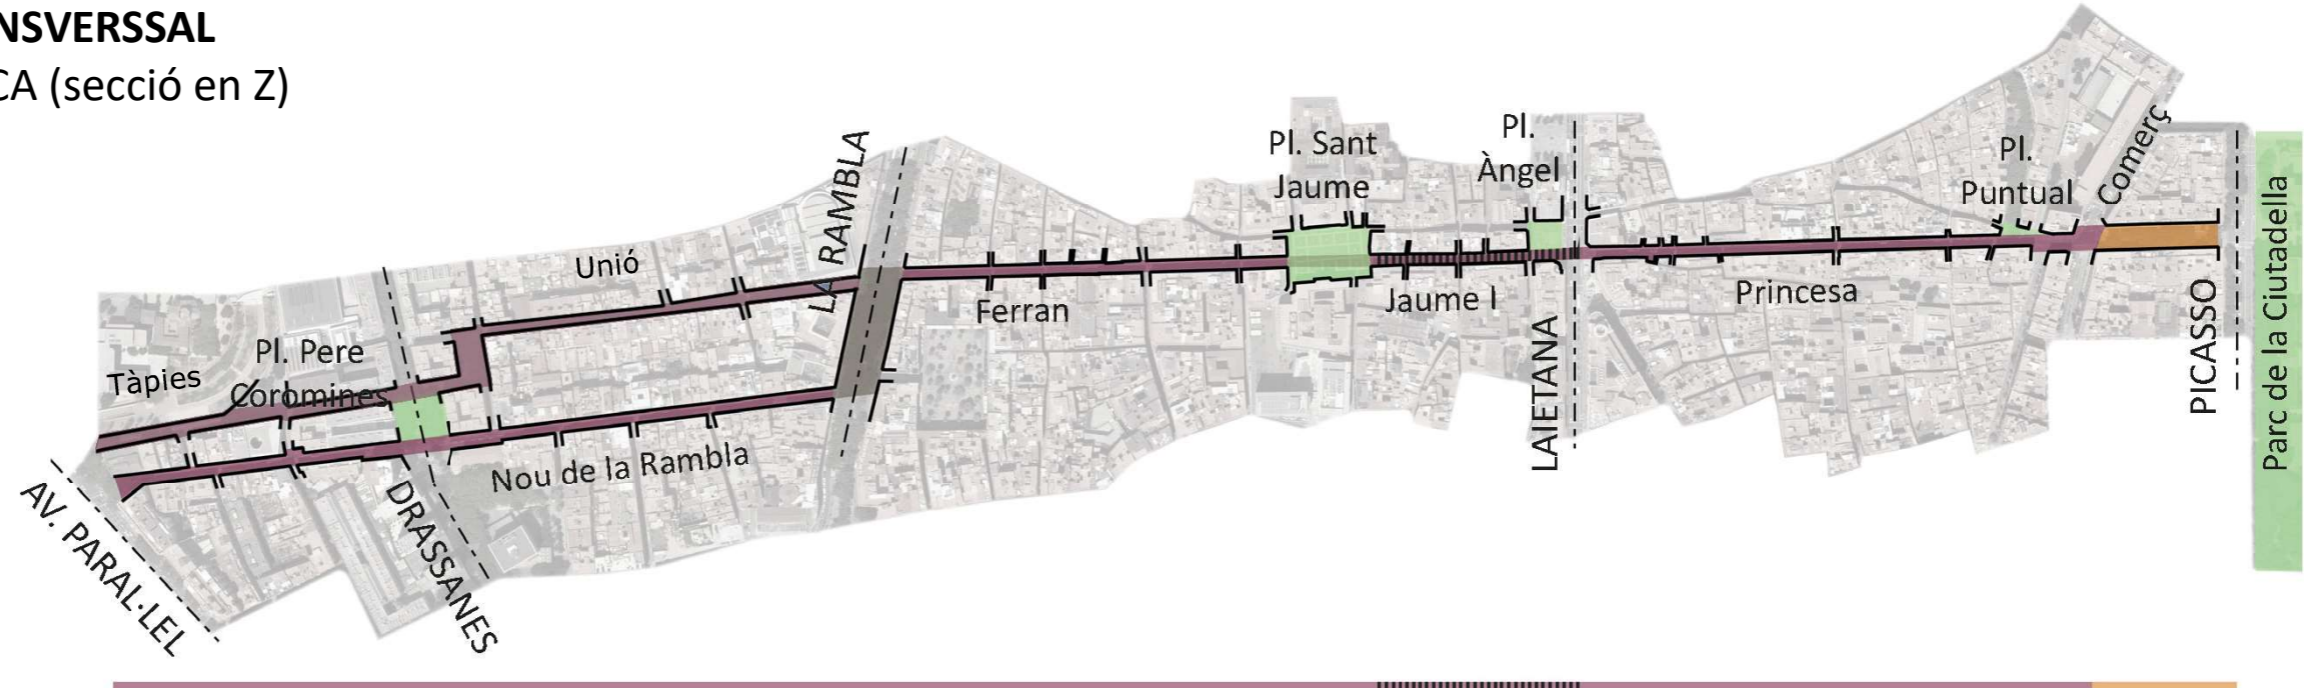 NSVERSSAL
CA (secció en Z)
Tàpies
Pl. Pere
Coromines
Unió
LA RAMBLA
Nou de la Rambla
AV. PARAL·LEL
DRASSANES
Ferran
Pl. Sant
Jaume
Jaume I
Pl.
Àngel
LAIETANA
Princesa
Pl.
Puntual
Comerç
PICASSO
Parc de la Ciutadella